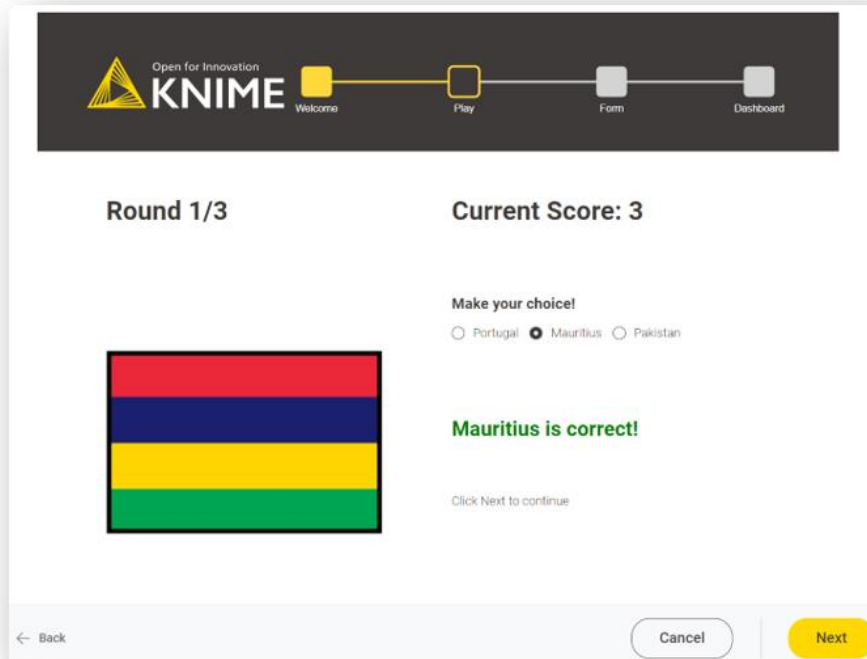 Open for Innovation
KNIME
Welcome
Play
Form
Dashboard
Round 1/3
Current Score: 3
Make your choice!
Portugal Mauritius Pakistan
Mauritius is correct!
Click Next to continue
Back
Cancel
Next